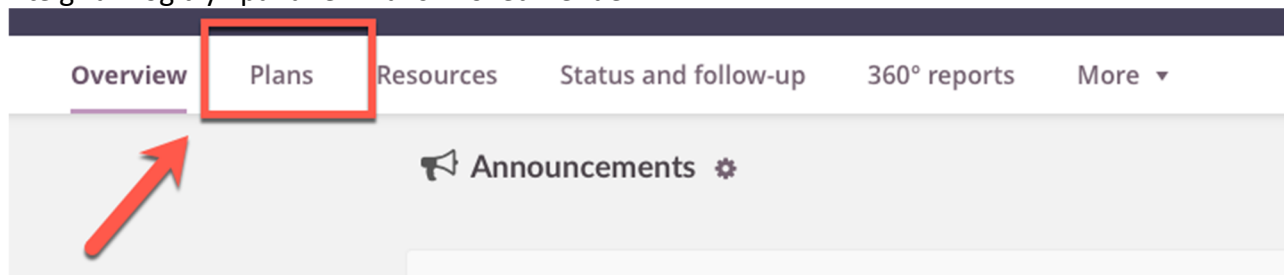 Overview Plans Resources Status and follow-up 360° reports More ▾
Announcements